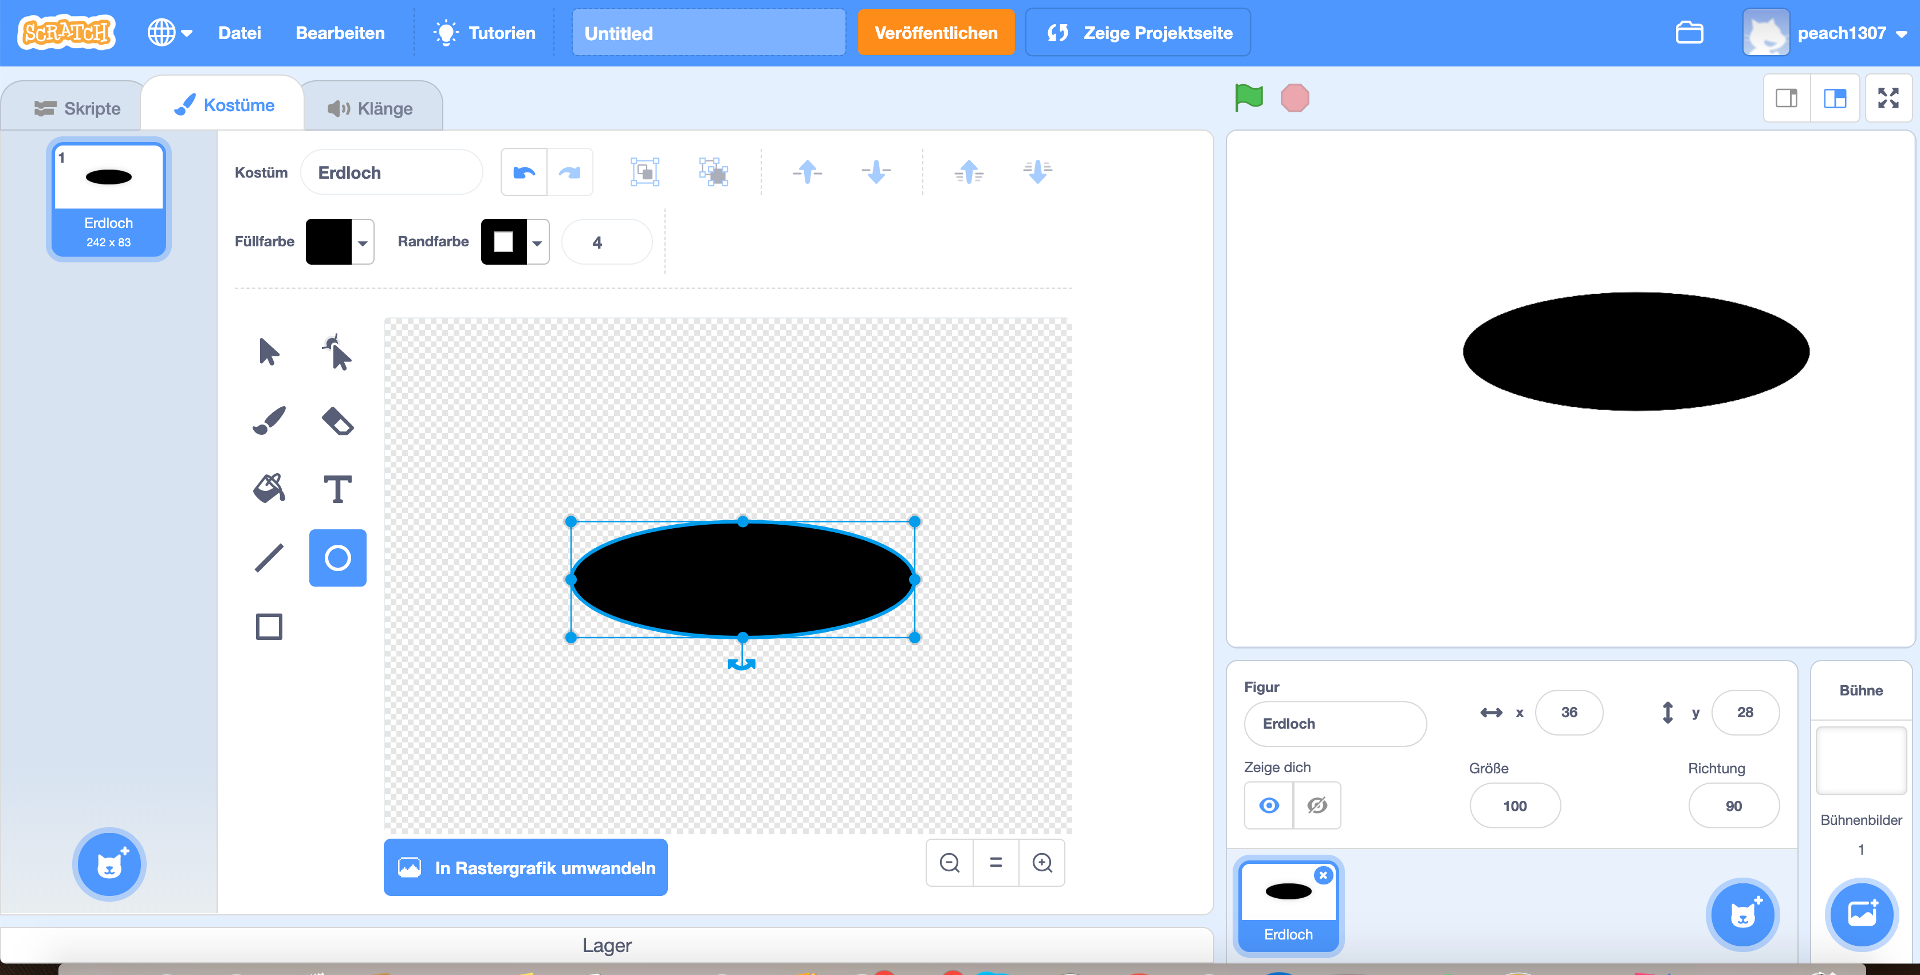 SCRATCH
Datei
Bearbeiten
Tutorien
Untitled
Veröffentlichen
Zeige Projektseite
peach1307
Skripte
Kostüme
Klänge
1
Erdloch
242 x 83
Kostüm
Erdloch
Füllfarbe
Randfarbe
4
T
In Rastergrafik umwandeln
=
Lager
Figur
Erdloch
x
36
y
28
Zeige dich
Größe
100
Richtung
90
Erdloch
Bühne
Bühnenbilder
1